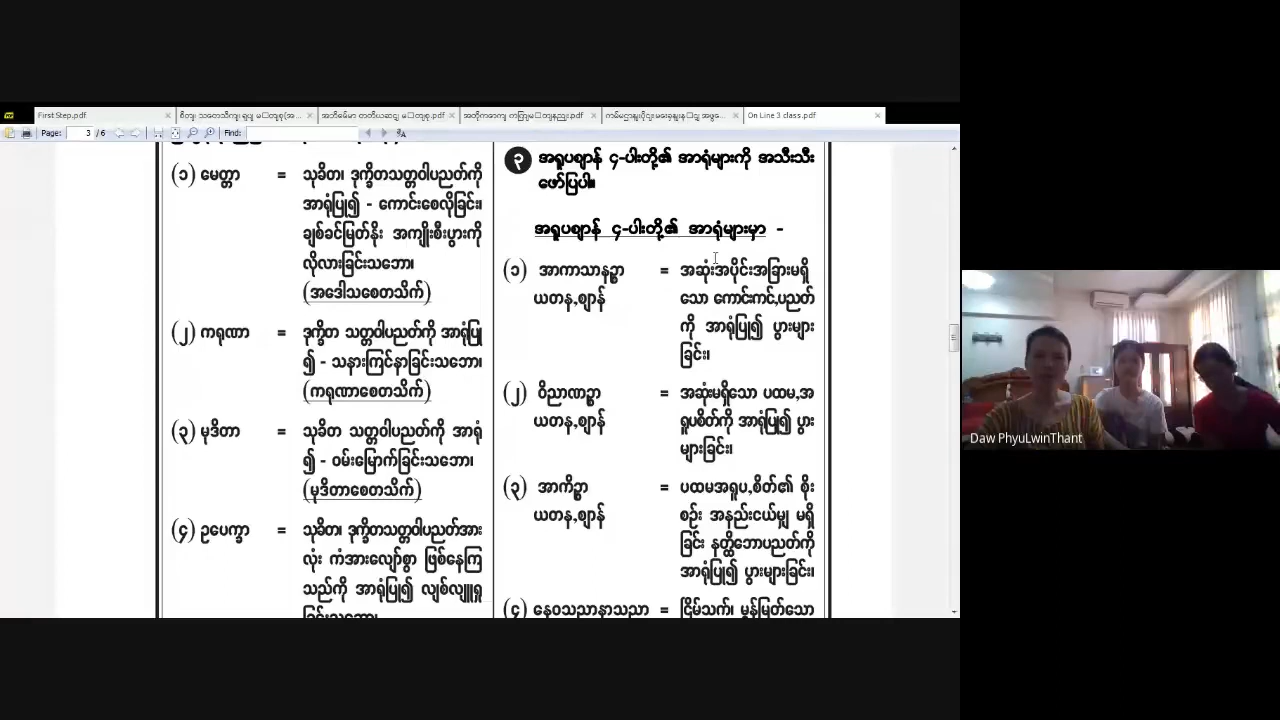 First Step.pdf
On Line 3 class.pdf
Page: 3 / 6
Find:
(၁) မေတ္တာ = သုခိတ၊ ဒုက္ခိတသတ္တဝါပညတ်ကို
အာရုံပြု၍ - ကောင်းစေလိုခြင်း၊
ချစ်ခင်မြတ်နိုး အကျိုးစီးပွားကို
လိုလားခြင်းသဘော၊
(အဒေါသစေတသိက်)
(၂) ကရုဏာ = ဒုက္ခိတ သတ္တဝါပညတ်ကို အာရုံပြု
၍ - သနားကြင်နာခြင်းသဘော၊
(ကရုဏာစေတသိက်)
(၃) မုဒိတာ = သုခိတ သတ္တဝါပညတ်ကို အာရုံ
၍ - ဝမ်းမြောက်ခြင်းသဘော၊
(မုဒိတာစေတသိက်)
(၄) ဥပေက္ခာ = သုခိတ၊ ဒုက္ခိတသတ္တဝါပညတ်အား
လုံး ကံအားလျော်စွာ ဖြစ်နေကြ
သည်ကို အာရုံပြု၍ လျစ်လျူရှု
ခြင်းသဘော၊
၃ အရူပဈာန် ၄-ပါးတို့၏ အာရုံများကို အသီးသီး
ဖော်ပြပါ။
အရူပဈာန် ၄-ပါးတို့၏ အာရုံများမှာ -
(၁) အာကာသာနဉ္စာ = အဆုံးအပိုင်းအခြားမရှိ
ယတန,ဈာန် သော ကောင်းကင်,ပညတ်
ကို အာရုံပြု၍ ပွားများ
ခြင်း၊
(၂) ဝိညာဏဉ္စာ = အဆုံးမရှိသော ပထမ,အ
ယတန,ဈာန် ရူပစိတ်ကို အာရုံပြု၍ ပွား
များခြင်း၊
(၃) အာကိဉ္စာ = ပထမအရူပ,စိတ်၏ စိုး
ယတန,ဈာန် စဉ်း အနည်းငယ်မျှ မရှိ
ခြင်း နတ္ထိဘောပညတ်ကို
အာရုံပြု၍ ပွားများခြင်း၊
(၄) နေဝသညာနာသညာ = ငြိမ်သက်၊ မွန်မြတ်သော
Daw PhyuLwinThant